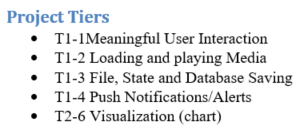 Project Tiers
• T1-1Meaningful User Interaction
• T1-2 Loading and playing Media
• T1-3 File, State and Database Saving
• T1-4 Push Notifications/Alerts
• T2-6 Visualization (chart)